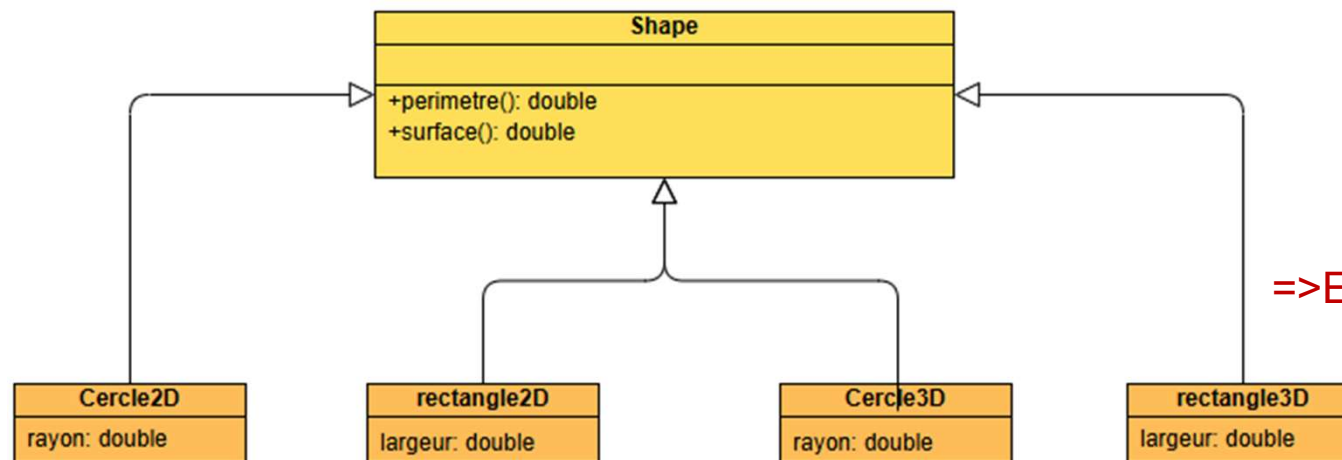 Shape
+perimetre(): double
+surface(): double
=>E
Cercle2D
rayon: double
rectangle2D
largeur: double
Cercle3D
rayon: double
rectangle3D
largeur: double